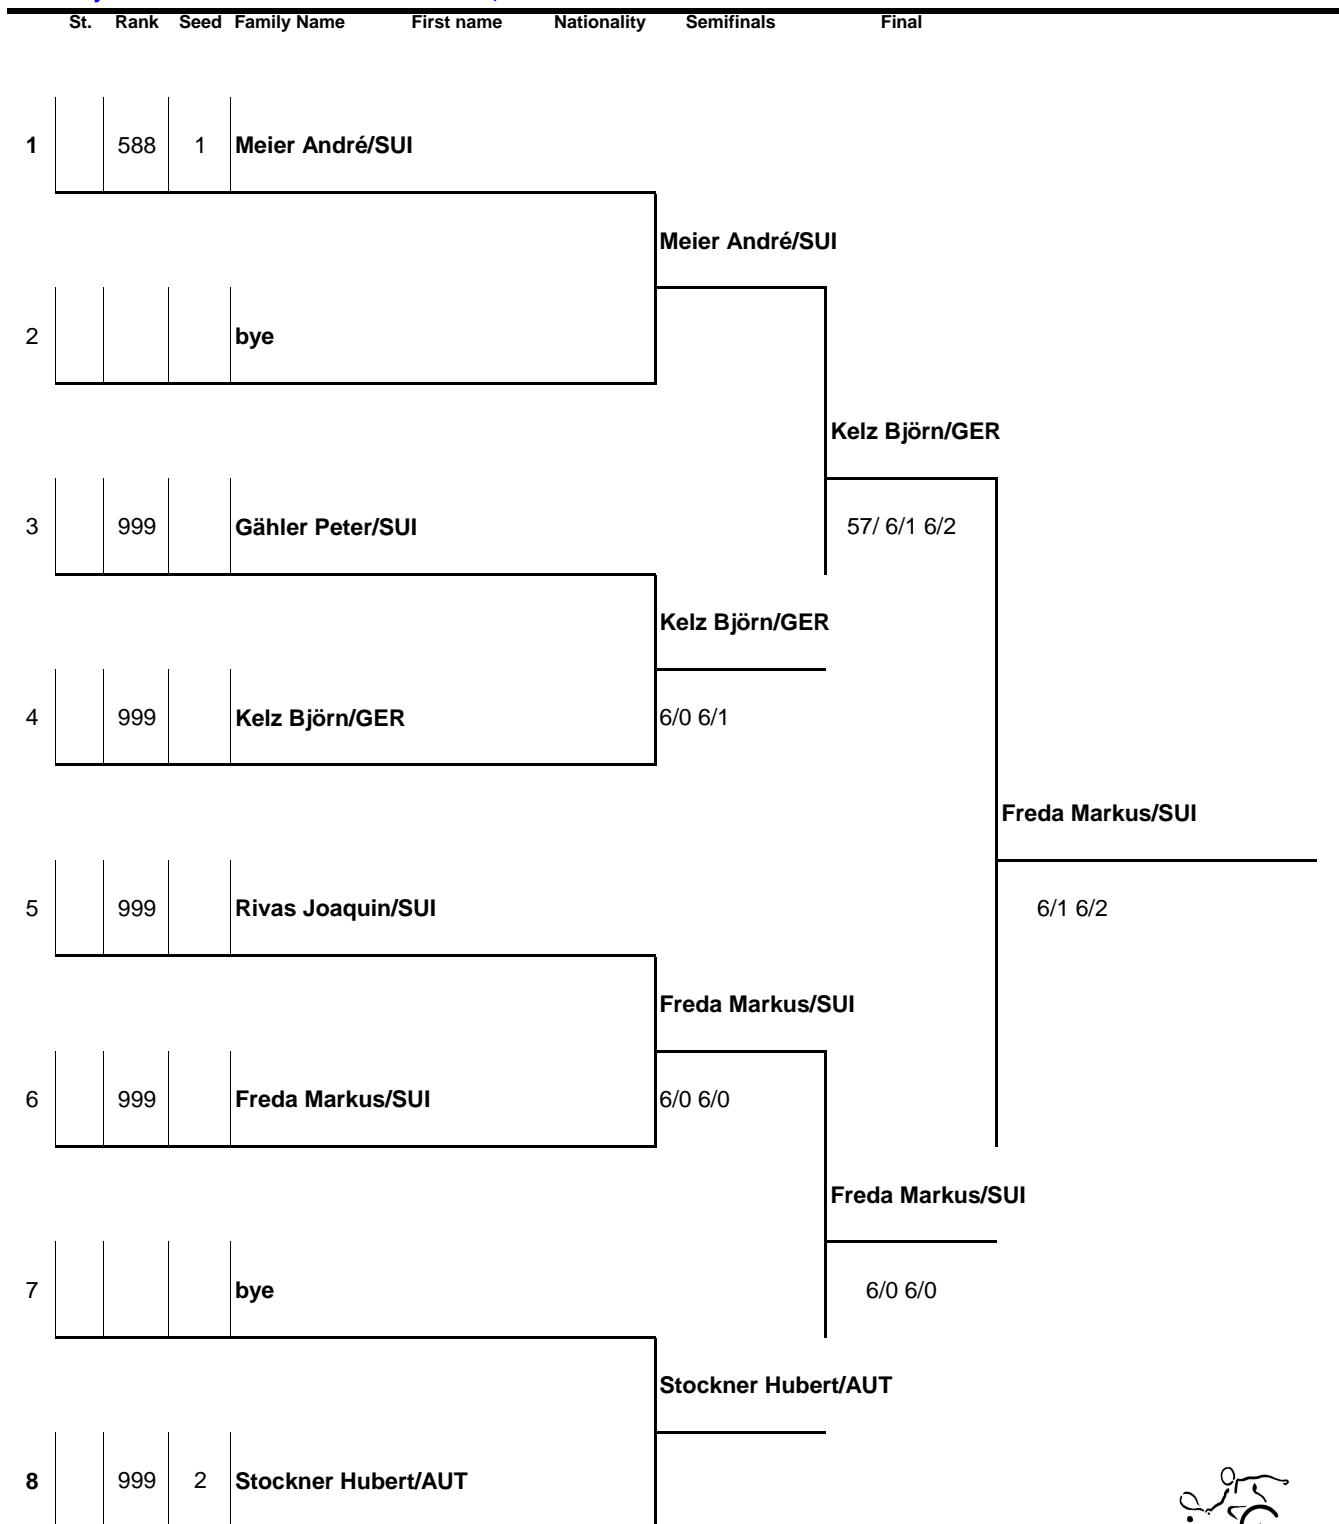 St. Rank Seed Family Name First name Nationality Semifinals Final
1 588 1 Meier André/SUI
Meier André/SUI
2 bye
Kelz Björn/GER
3 999 Gähler Peter/SUI 57/ 6/1 6/2
Kelz Björn/GER
4 999 Kelz Björn/GER 6/0 6/1
Freda Markus/SUI
5 999 Rivas Joaquin/SUI 6/1 6/2
Freda Markus/SUI
6 999 Freda Markus/SUI 6/0 6/0
Freda Markus/SUI
7 bye 6/0 6/0
Stockner Hubert/AUT
8 999 2 Stockner Hubert/AUT